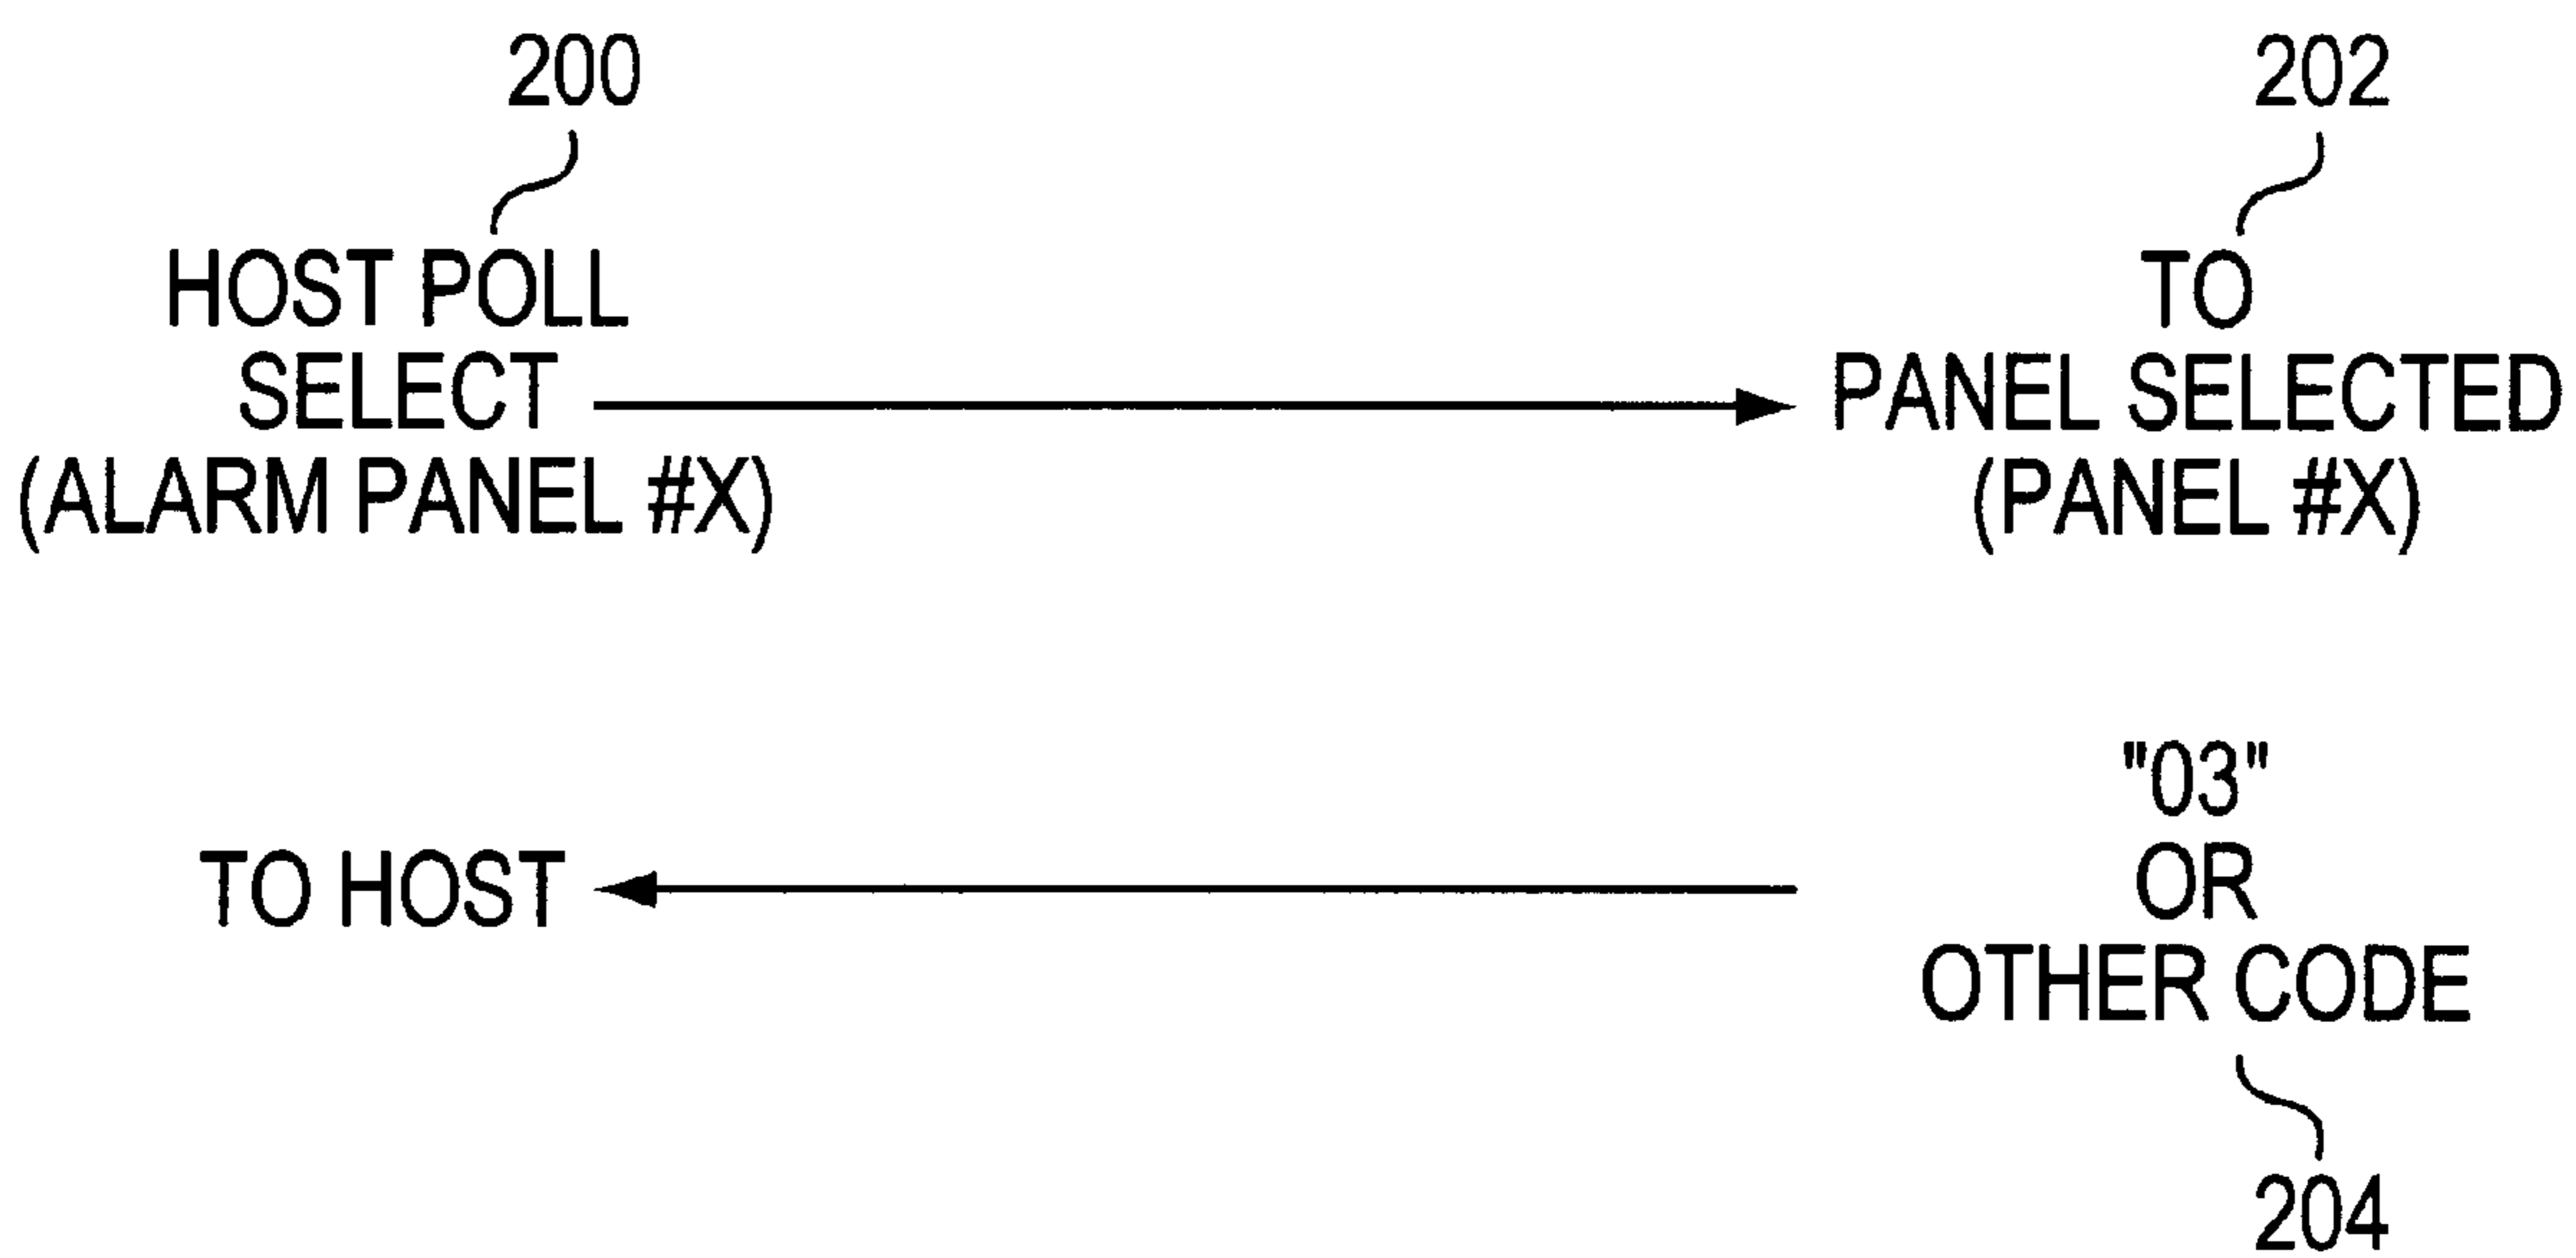 200
HOST POLL
SELECT
(ALARM PANEL #X)
202
TO
PANEL SELECTED
(PANEL #X)
TO HOST
"03"
OR
OTHER CODE
204